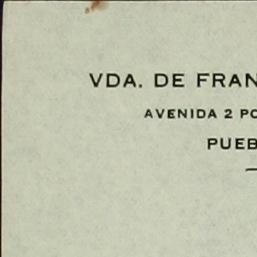 VDA. DE FRAN
AVENIDA 2 PO
PUEB